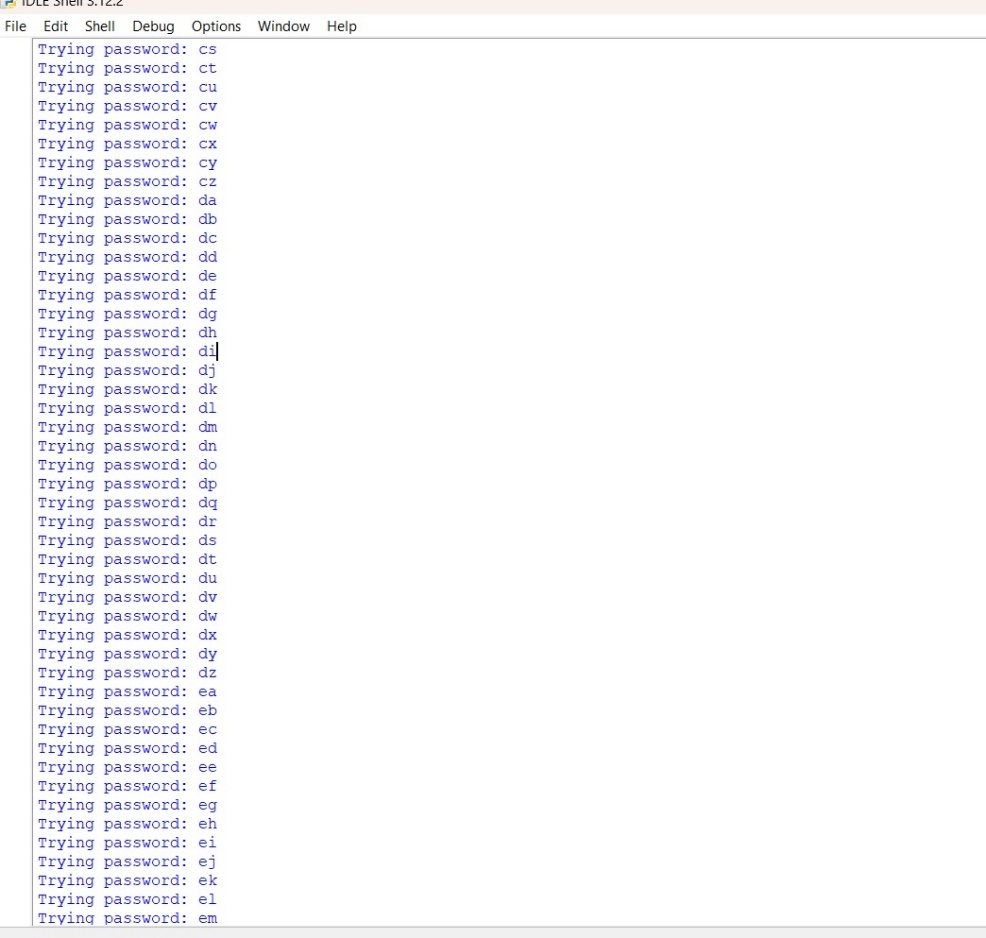 IDLE Shell 3.12.2
File Edit Shell Debug Options Window Help
Trying password: cs
Trying password: ct
Trying password: cu
Trying password: cv
Trying password: cw
Trying password: cx
Trying password: cy
Trying password: cz
Trying password: da
Trying password: db
Trying password: dc
Trying password: dd
Trying password: de
Trying password: df
Trying password: dg
Trying password: dh
Trying password: di
Trying password: dj
Trying password: dk
Trying password: dl
Trying password: dm
Trying password: dn
Trying password: do
Trying password: dp
Trying password: dq
Trying password: dr
Trying password: ds
Trying password: dt
Trying password: du
Trying password: dv
Trying password: dw
Trying password: dx
Trying password: dy
Trying password: dz
Trying password: ea
Trying password: eb
Trying password: ec
Trying password: ed
Trying password: ee
Trying password: ef
Trying password: eg
Trying password: eh
Trying password: ei
Trying password: ej
Trying password: ek
Trying password: el
Trying password: em